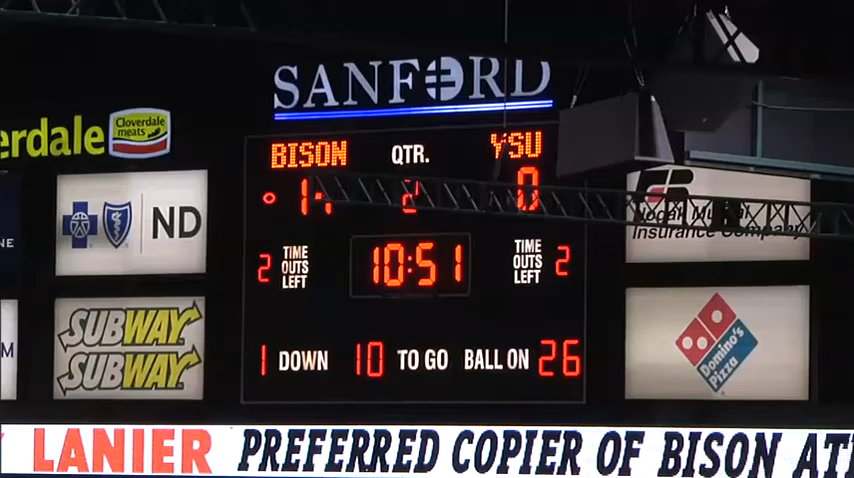 SANFORD
Cloverdale
meats
erdale
BISON QTR. YSU
2 0
2 TIME OUTS LEFT 10:51 TIME OUTS LEFT 2
1 DOWN 10 TO GO BALL ON 26
ND
SUBWAY
SUBWAY
Insurance Company
Domino's
Pizza
NE
M
LANIER PREFERRED COPIER OF BISON AT